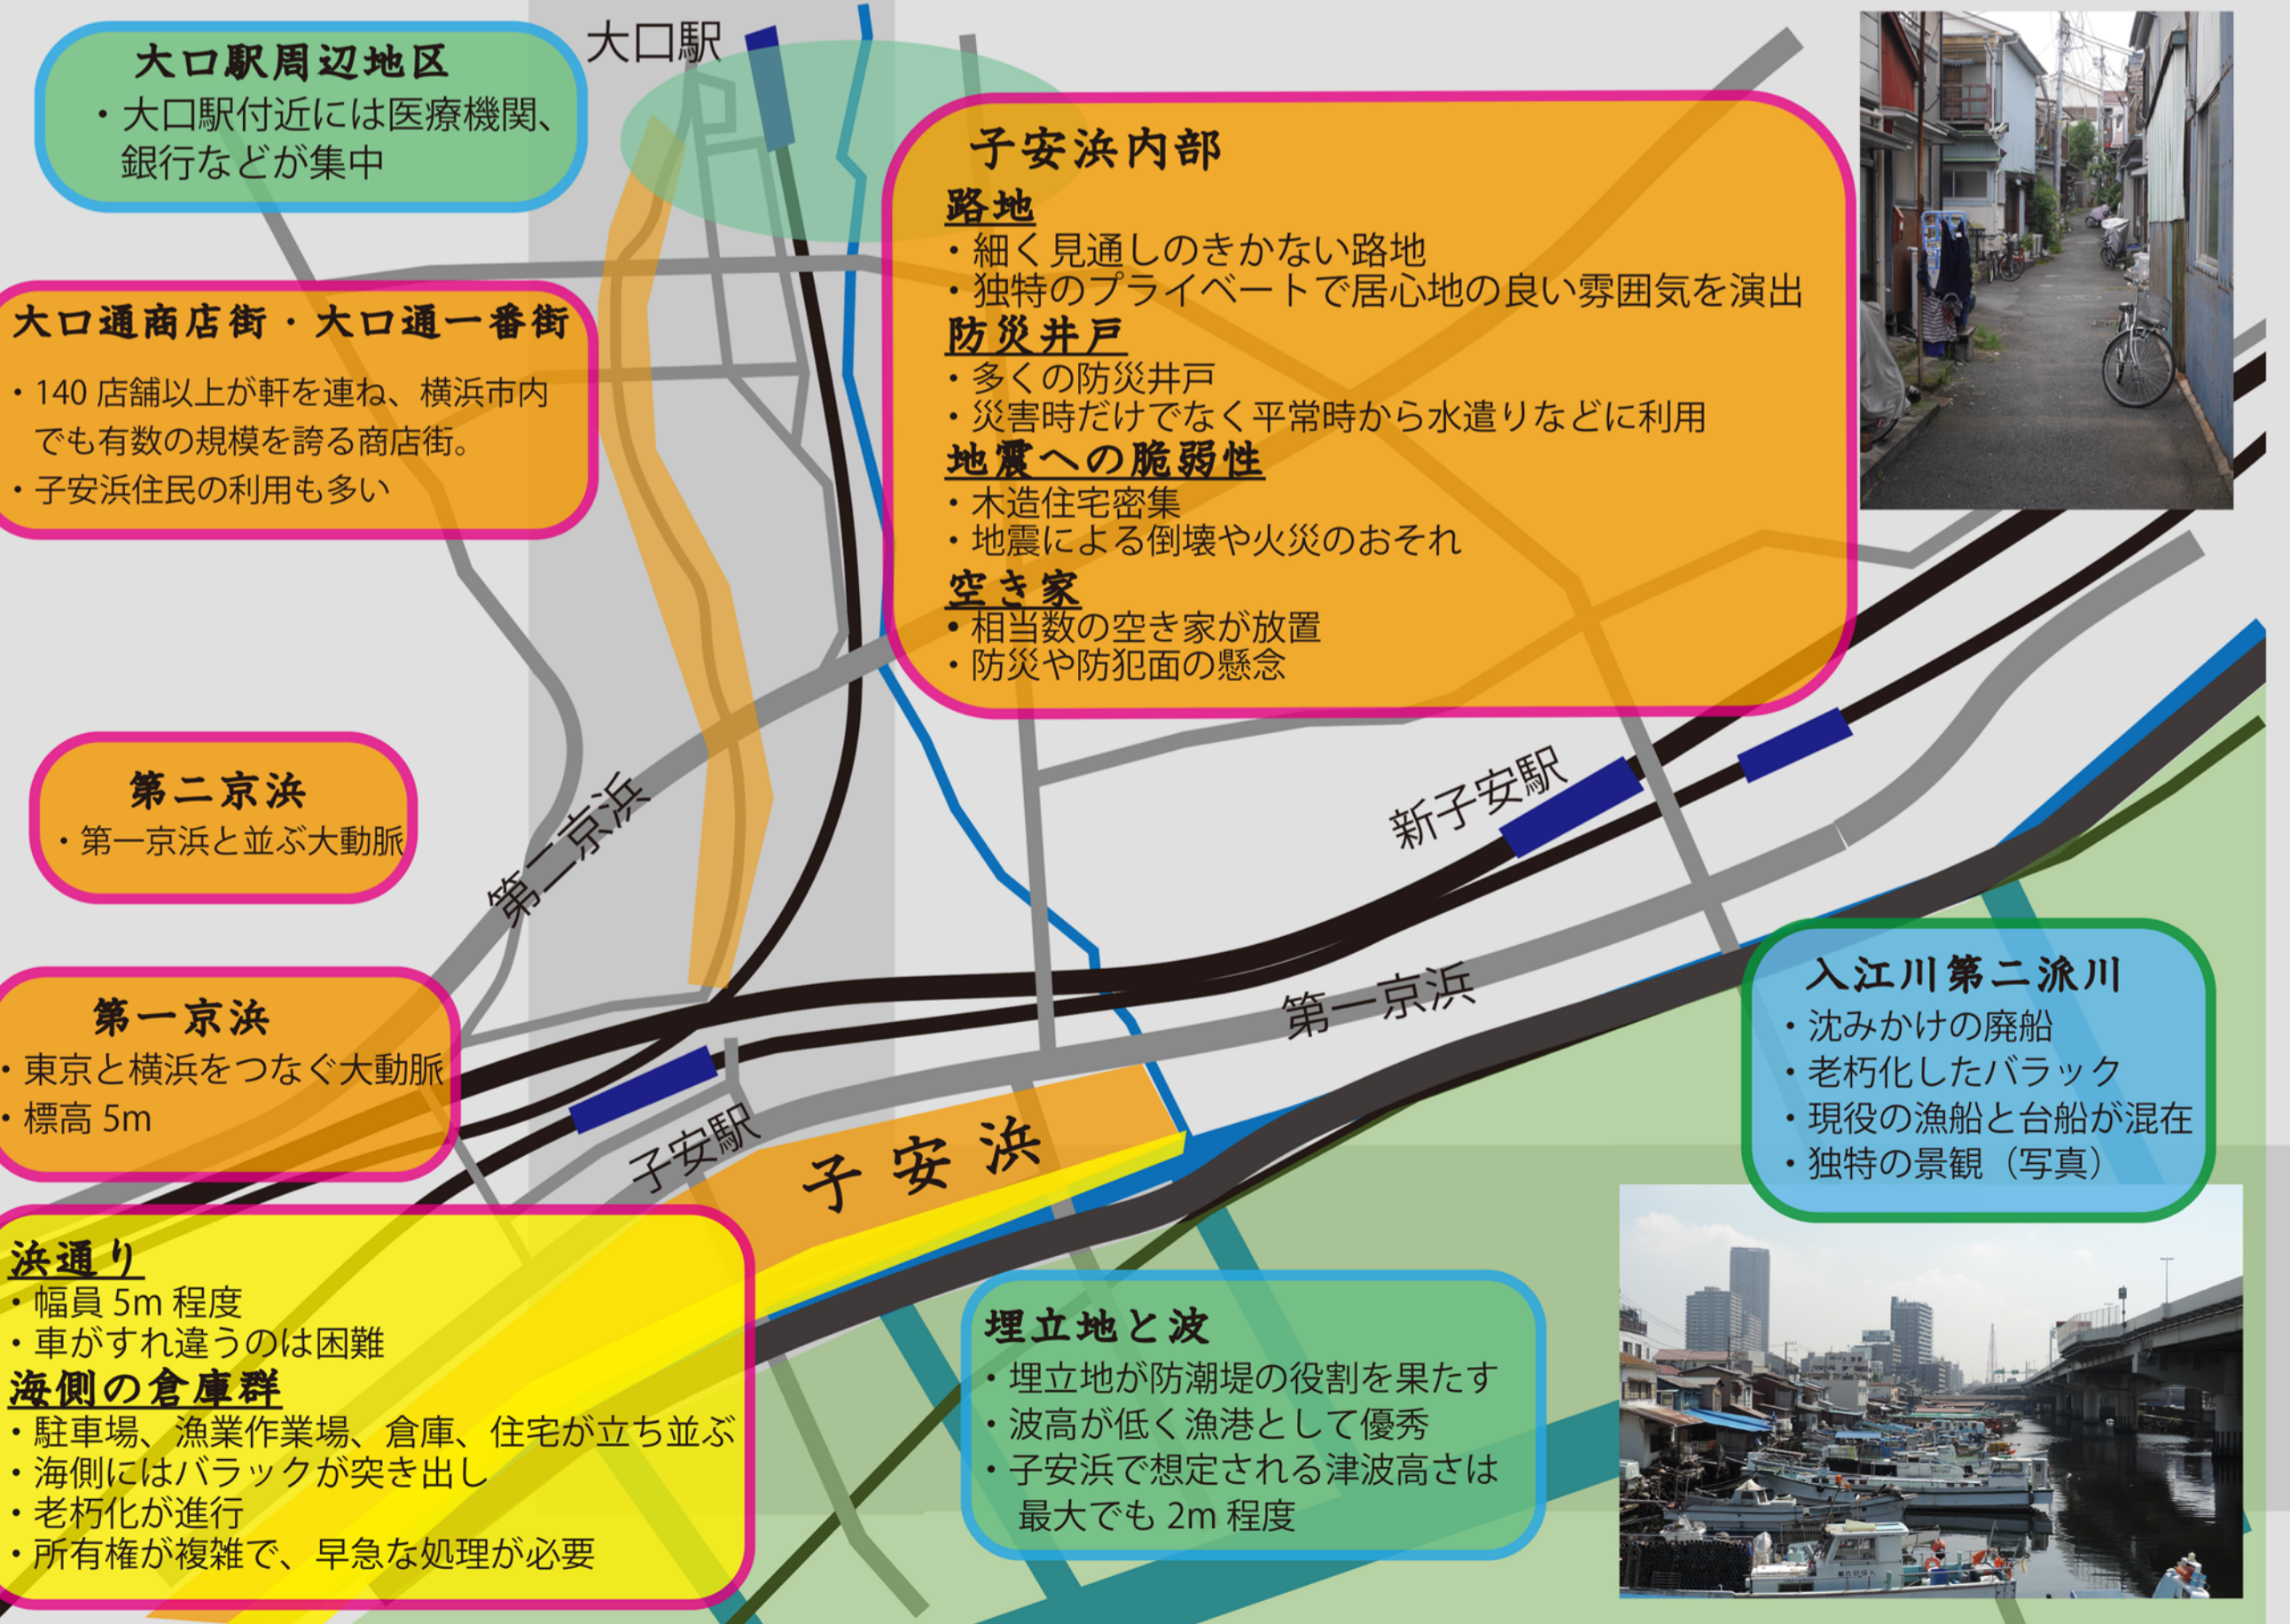 大口駅周辺地区
・大口駅付近には医療機関、
銀行などが集中
大口駅
子安浜内部
路地
・細く見通しのきかない路地
・独特のプライベートで居心地の良い雰囲気を演出
防災井戸
・多くの防災井戸
・災害時だけでなく平常時から水遣りなどに利用
地震への脆弱性
・木造住宅密集
・地震による倒壊や火災のおそれ
空き家
・相当数の空き家が放置
・防災や防犯面の懸念
大口通商店街・大口通一番街
・140 店舗以上が軒を連ね、横浜市内
でも有数の規模を誇る商店街。
・子安浜住民の利用も多い
第二京浜
・第一京浜と並ぶ大動脈
第二京浜
新子安駅
第一京浜
・東京と横浜をつなぐ大動脈
・標高 5m
第一京浜
子安駅
子安浜
入江川第二派川
・沈みかけの廃船
・老朽化したバラック
・現役の漁船と台船が混在
・独特の景観（写真）
浜通り
・幅員 5m 程度
・車がすれ違うのは困難
海側の倉庫群
・駐車場、漁業作業場、倉庫、住宅が立ち並ぶ
・海側にはバラックが突き出し
・老朽化が進行
・所有権が複雑で、早急な処理が必要
埋立地と波
・埋立地が防潮堤の役割を果たす
・波高が低く漁港として優秀
・子安浜で想定される津波高さは
最大でも 2m 程度